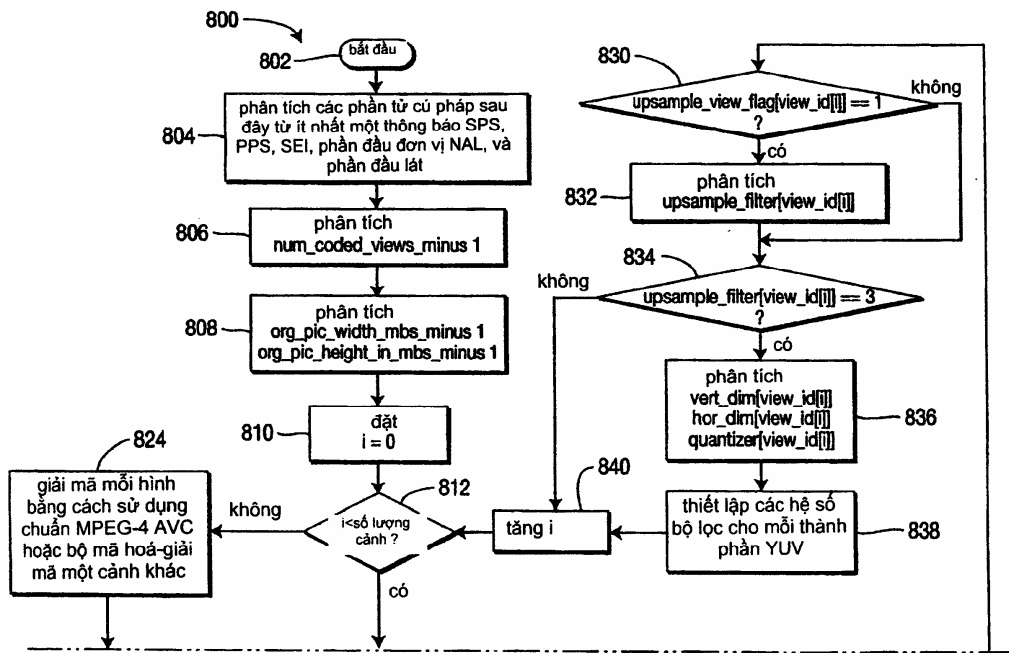 800
802
bắt đầu
804
phân tích các phần tử cú pháp sau
đây từ ít nhất một thông báo SPS,
PPS, SEI, phần đầu đơn vị NAL, và
phần đầu lát
806
phân tích
num_coded_views_minus 1
808
phân tích
org_pic_width_mbs_minus 1
org_pic_height_in_mbs_minus 1
810
đặt
i = 0
812
i<số lượng
cảnh ?
không
có
824
giải mã mỗi hình
bằng cách sử dụng
chuẩn MPEG-4 AVC
hoặc bộ mã hoá-giải
mã một cảnh khác
830
upsample_view_flag[view_id[i]] == 1
?
không
có
832
phân tích
upsample_filter[view_id[i]]
834
upsample_filter[view_id[i]] == 3
?
không
có
836
phân tích
vert_dim[view_id[i]]
hor_dim[view_id[i]]
quantizer[view_id[i]]
838
thiết lập các hệ số
bộ lọc cho mỗi thành
phần YUV
840
tăng i